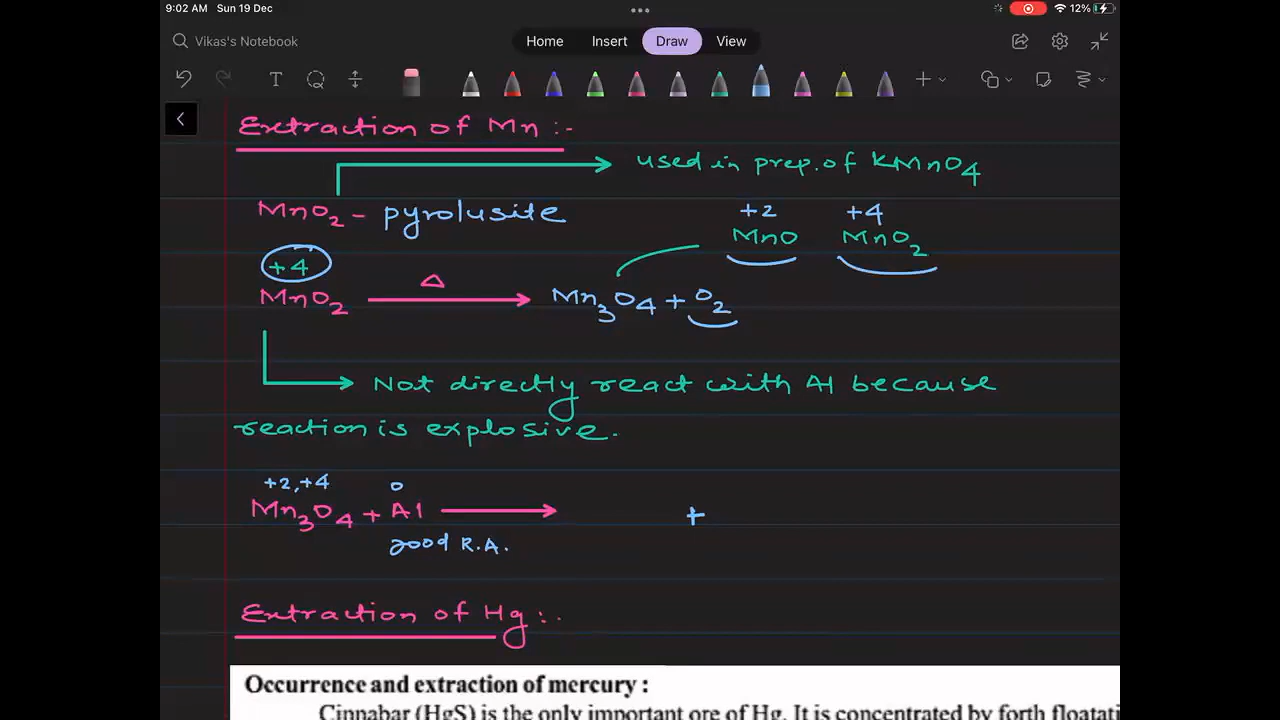 9:02 AM Sun 19 Dec
12%
Vikas's Notebook
Home Insert Draw View
Extraction of Mn :-
used in prep. of KMnO4
MnO2 - pyrolusite
+2 +4
MnO MnO2
+4
MnO2 Δ→ Mn3O4 + O2
Not directly react with Al because
reaction is explosive.
+2,+4 0
Mn3O4 + Al → +
good R.A.
Extraction of Hg :-
Occurrence and extraction of mercury :
Cinnabar (HgS) is the only important ore of Hg. It is concentrated by forth floatati